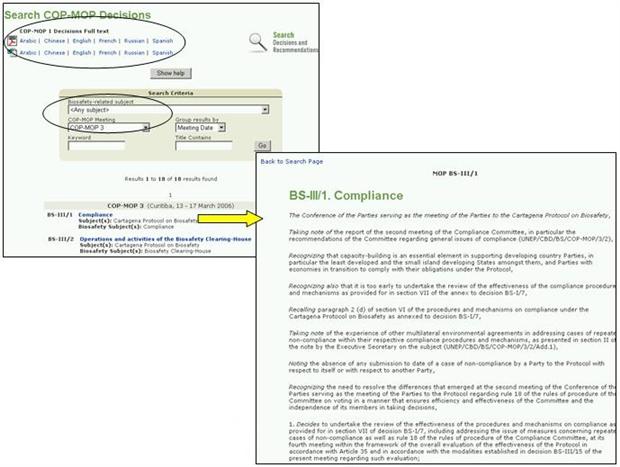 Search COP-MOP Decisions
COP-MOP 1 Decisions Full text
Arabic | Chinese | English | French | Russian | Spanish
Arabic | Chinese | English | French | Russian | Spanish
Search
Decisions and
Recommendations
Show help
Search Criteria
Biosafety-related subject
<Any subject>
COP-MOP Meeting
Group results by
COP-MOP 3
Meeting Date
Keyword
Title Contains
Go
Results 1 to 18 of 18 results found
1
COP-MOP 3 (Curitiba, 13 - 17 March 2006)
BS-III/1 Compliance
Subject(s): Cartagena Protocol on Biosafety
Biosafety Subject(s): Compliance
BS-III/2 Operations and activities of the Biosafety Clearing-House
Subject(s): Cartagena Protocol on Biosafety
Biosafety Subject(s): Biosafety Clearing-House
Back to Search Page
MOP BS-III/1
BS-III/1. Compliance
The Conference of the Parties serving as the meeting of the Parties to the Cartagena Protocol on Biosafety,
Taking note of the report of the second meeting of the Compliance Committee, in particular the
recommendations of the Committee regarding general issues of compliance (UNEP/CBD/BS/COP-MOP/3/2),
Recognizing that capacity-building is an essential element in supporting developing country Parties, in
particular the least developed and the small island developing States amongst them, and Parties with
economies in transition to comply with their obligations under the Protocol,
Recognizing also that it is too early to undertake the review of the effectiveness of the compliance procedures
and mechanisms as provided for in section VII of the annex to decision BS-I/7,
Recalling paragraph 2 (d) of section VI of the procedures and mechanisms on compliance under the
Cartagena Protocol on Biosafety as annexed to decision BS-I/7,
Taking note of the experience of other multilateral environmental agreements in addressing cases of repeate
non-compliance within their respective compliance procedures and mechanisms, as presented in section II of
the note by the Executive Secretary on the subject (UNEP/CBD/BS/COP-MOP/3/2/Add.1),
Noting the absence of any submission to date of a case of non-compliance by a Party to the Protocol with
respect to itself or with respect to another Party,
Recognizing the need to resolve the differences that emerged at the second meeting of the Conference of the
Parties serving as the meeting of the Parties to the Protocol regarding rule 18 of the rules of procedure of the
Committee on voting in a manner that ensures efficiency and effectiveness of the Committee and the
independence of its members in taking decisions,
1. Decides to undertake the review of the effectiveness of the procedures and mechanisms on compliance as
provided for in section VII of decision BS-I/7, including addressing the issue of measures concerning repeate
cases of non-compliance as well as rule 18 of the rules of procedure of the Compliance Committee, at its
fourth meeting within the framework of the overall evaluation of the effectiveness of the Protocol in
accordance with Article 35 and in accordance with the modalities established in decision BS-III/15 of the
present meeting regarding such evaluation;